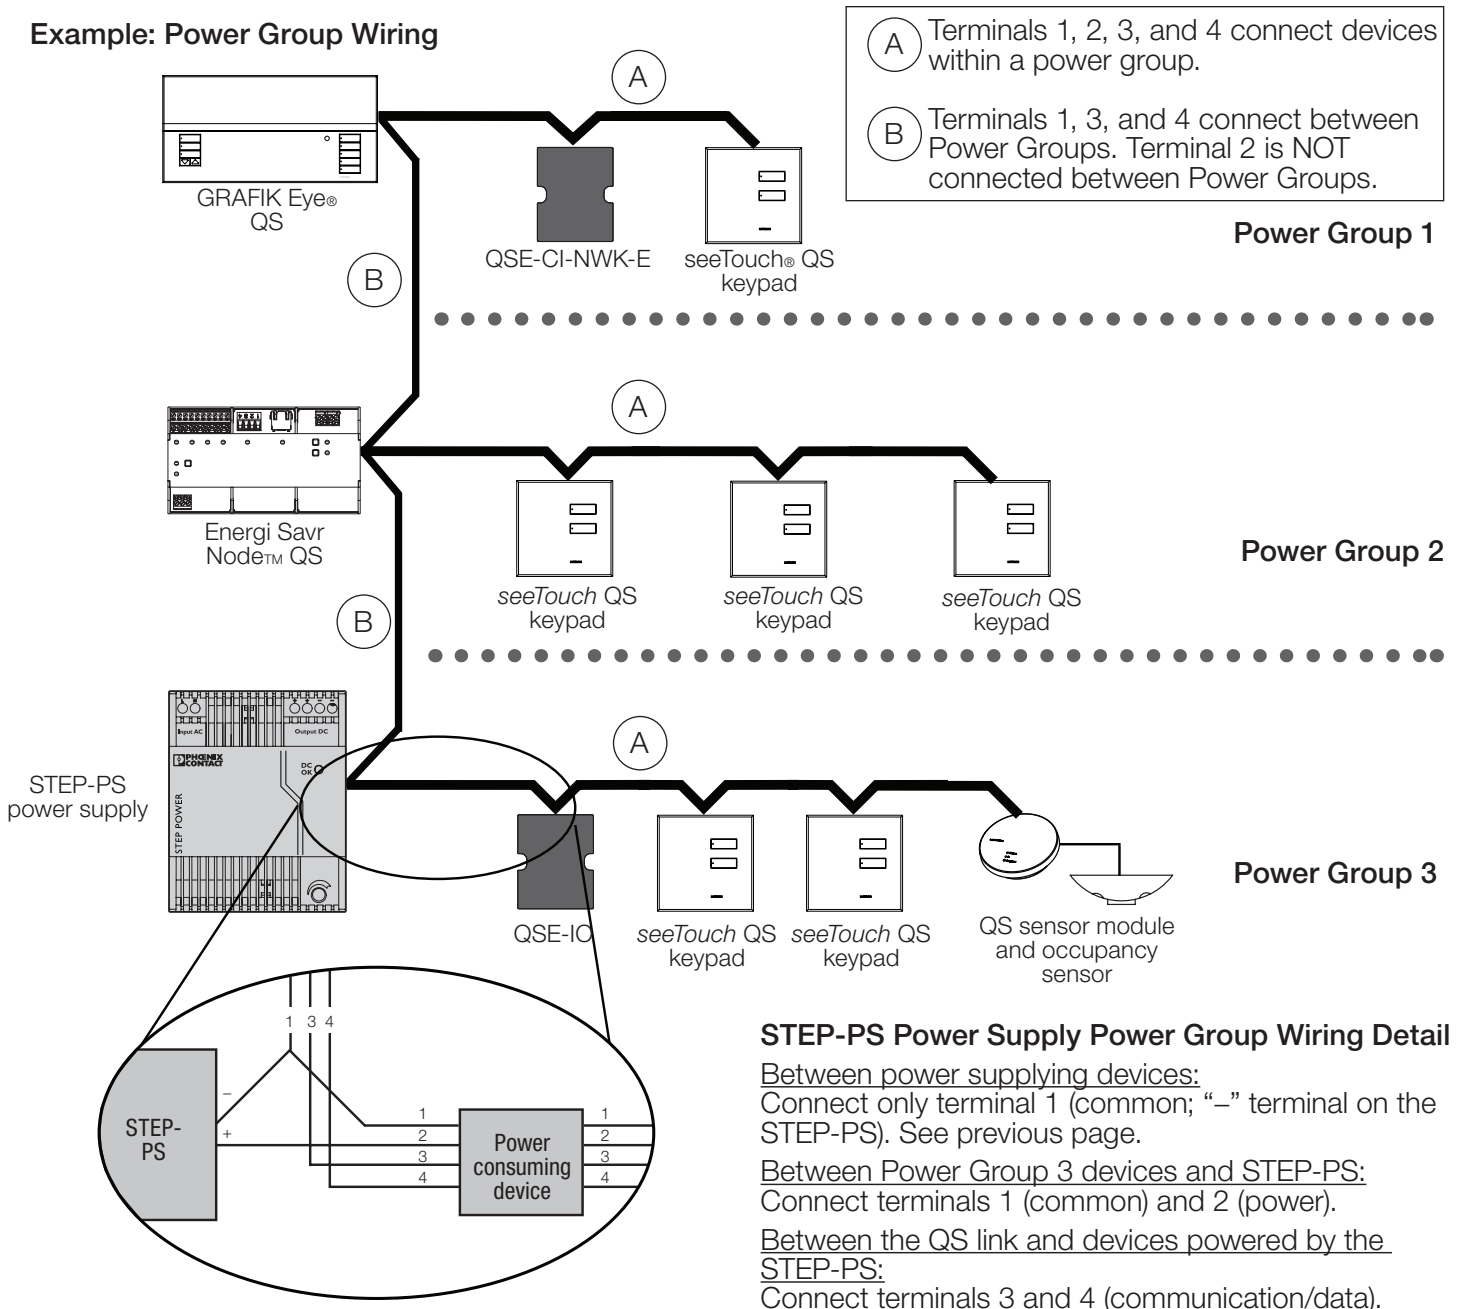 Example: Power Group Wiring
A Terminals 1, 2, 3, and 4 connect devices
within a power group.
B Terminals 1, 3, and 4 connect between
Power Groups. Terminal 2 is NOT
connected between Power Groups.
A
GRAFIK Eye®
QS
QSE-CI-NWK-E
seeTouch® QS
keypad
Power Group 1
B
A
Energi Savr
Node™ QS
seeTouch QS
keypad
seeTouch QS
keypad
seeTouch QS
keypad
Power Group 2
B
STEP-PS
power supply
Input AC
Output DC
PHŒNIX
CONTACT
DC
OK
STEP POWER
A
QSE-IO
seeTouch QS
keypad
seeTouch QS
keypad
QS sensor module
and occupancy
sensor
Power Group 3
1 3 4
STEP-
PS
–
+
1
2
3
4
Power
consuming
device
1
2
3
4
STEP-PS Power Supply Power Group Wiring Detail
Between power supplying devices:
Connect only terminal 1 (common; “–” terminal on the
STEP-PS). See previous page.
Between Power Group 3 devices and STEP-PS:
Connect terminals 1 (common) and 2 (power).
Between the QS link and devices powered by the
STEP-PS:
Connect terminals 3 and 4 (communication/data).